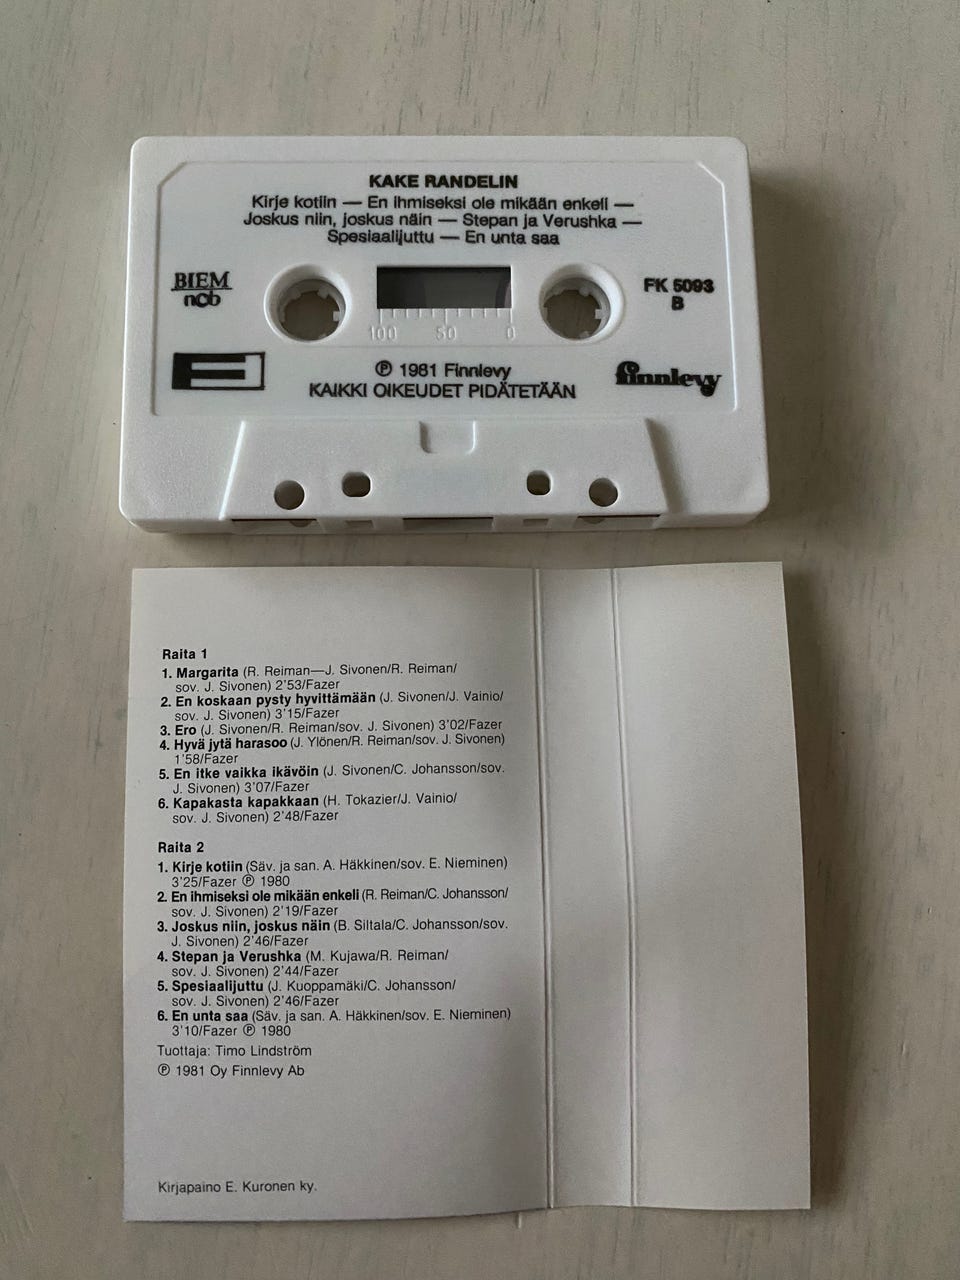 KAKE RANDELIN
Kirje kotiin — En ihmiseksi ole mikään enkeli —
Joskus niin, joskus näin — Stepan ja Verushka —
Spesiaalijuttu — En unta saa
BIEM
ncb
FK 5093
B
100 50 0
℗ 1981 Finnlevy
KAIKKI OIKEUDET PIDÄTETÄÄN
finnlevy
Raita 1
1. Margarita (R. Reiman—J. Sivonen/R. Reiman/
sov. J. Sivonen) 2'53/Fazer
2. En koskaan pysty hyvittämään (J. Sivonen/J. Vainio/
sov. J. Sivonen) 3'15/Fazer
3. Ero (J. Sivonen/R. Reiman/sov. J. Sivonen) 3'02/Fazer
4. Hyvä jytä harasoo (J. Ylönen/R. Reiman/sov. J. Sivonen)
1'58/Fazer
5. En itke vaikka ikävöin (J. Sivonen/C. Johansson/sov.
J. Sivonen) 3'07/Fazer
6. Kapakasta kapakkaan (H. Tokazier/J. Vainio/
sov. J. Sivonen) 2'48/Fazer
Raita 2
1. Kirje kotiin (Säv. ja san. A. Häkkinen/sov. E. Nieminen)
3'25/Fazer ℗ 1980
2. En ihmiseksi ole mikään enkeli (R. Reiman/C. Johansson/
sov. J. Sivonen) 2'19/Fazer
3. Joskus niin, joskus näin (B. Siltala/C. Johansson/sov.
J. Sivonen) 2'46/Fazer
4. Stepan ja Verushka (M. Kujawa/R. Reiman/
sov. J. Sivonen) 2'44/Fazer
5. Spesiaalijuttu (J. Kuoppamäki/C. Johansson/
sov. J. Sivonen) 2'46/Fazer
6. En unta saa (Säv. ja san. A. Häkkinen/sov. E. Nieminen)
3'10/Fazer ℗ 1980
Tuottaja: Timo Lindström
℗ 1981 Oy Finnlevy Ab
Kirjapaino E. Kuronen ky.